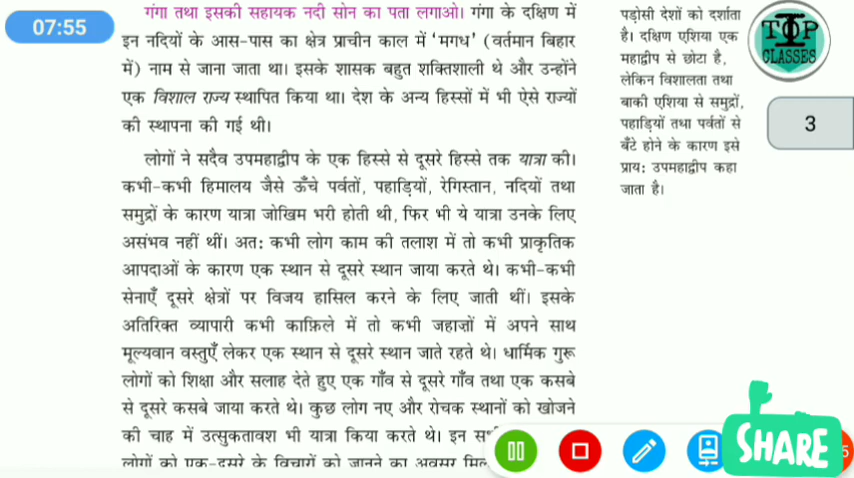 07:55
गंगा तथा इसकी सहायक नदी सोन का पता लगाओ। गंगा के दक्षिण में
इन नदियों के आस-पास का क्षेत्र प्राचीन काल में ‘मगध’ (वर्तमान बिहार
में) नाम से जाना जाता था। इसके शासक बहुत शक्तिशाली थे और उन्होंने
एक विशाल राज्य स्थापित किया था। देश के अन्य हिस्सों में भी ऐसे राज्यों
की स्थापना की गई थी।
लोगों ने सदैव उपमहाद्वीप के एक हिस्से से दूसरे हिस्से तक यात्रा की।
कभी-कभी हिमालय जैसे ऊँचे पर्वतों, पहाड़ियों, रेगिस्तान, नदियों तथा
समुद्रों के कारण यात्रा जोखिम भरी होती थी, फिर भी ये यात्रा उनके लिए
असंभव नहीं थीं। अत: कभी लोग काम की तलाश में तो कभी प्राकृतिक
आपदाओं के कारण एक स्थान से दूसरे स्थान जाया करते थे। कभी-कभी
सेनाएँ दूसरे क्षेत्रों पर विजय हासिल करने के लिए जाती थीं। इसके
अतिरिक्त व्यापारी कभी काफ़िले में तो कभी जहाज़ों में अपने साथ
मूल्यवान वस्तुएँ लेकर एक स्थान से दूसरे स्थान जाते रहते थे। धार्मिक गुरू
लोगों को शिक्षा और सलाह देते हुए एक गाँव से दूसरे गाँव तथा एक कसबे
से दूसरे कसबे जाया करते थे। कुछ लोग नए और रोचक स्थानों को खोजने
की चाह में उत्सुकतावश भी यात्रा किया करते थे। इन
लोगों को एक-दूसरे के विचारों को जानने का अवसर
पड़ोसी देशों को दर्शाता
है। दक्षिण एशिया एक
महाद्वीप से छोटा है,
लेकिन विशालता तथा
बाकी एशिया से समुद्रों,
पहाड़ियों तथा पर्वतों से
बँटे होने के कारण इसे
प्राय: उपमहाद्वीप कहा
जाता है।
TOP
CLASSES
3
SHARE
5